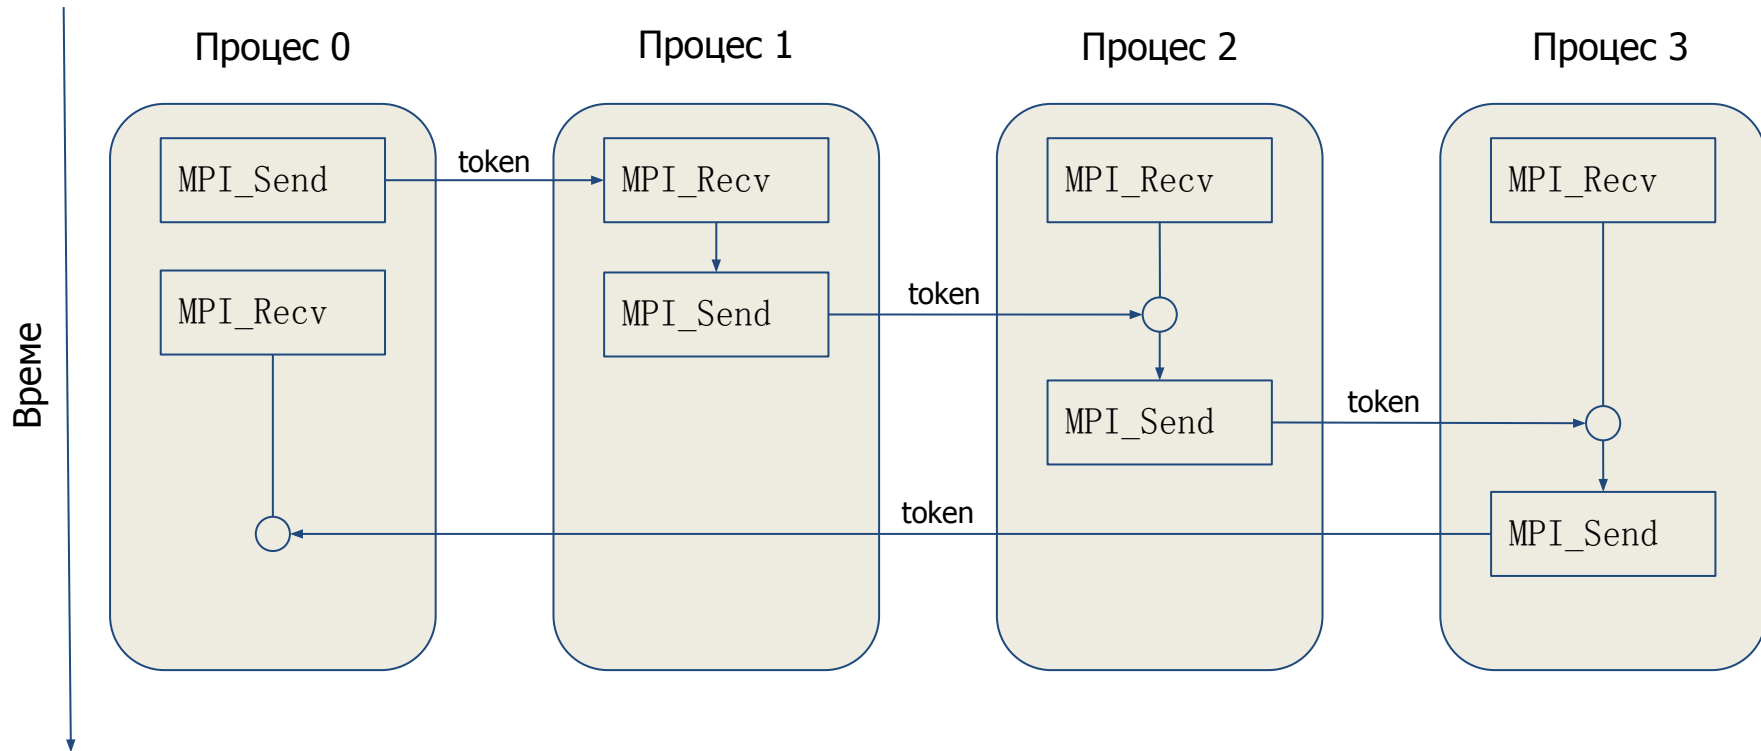 Процес 0
Процес 1
Процес 2
Процес 3
MPI_Send
token
MPI_Recv
MPI_Recv
MPI_Recv
MPI_Recv
MPI_Send
token
MPI_Send
token
token
MPI_Send
Време